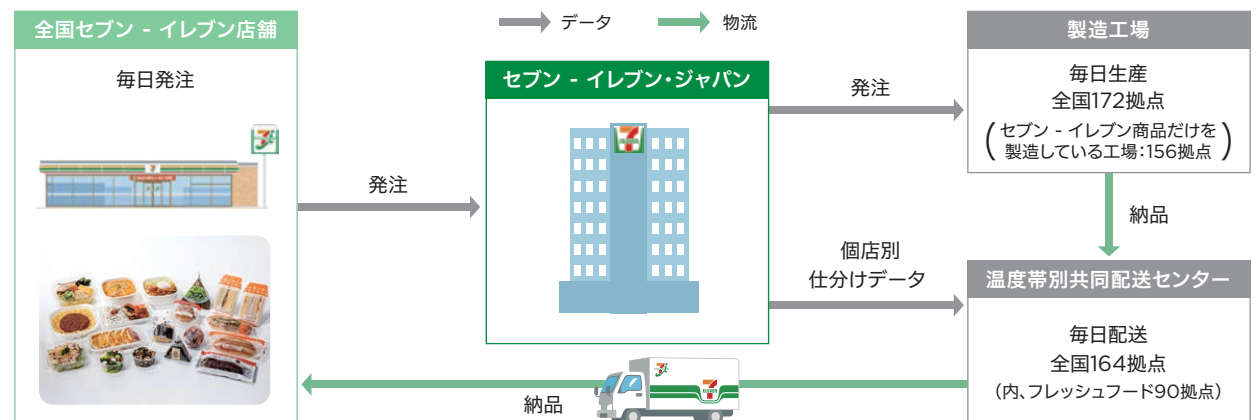 データ
物流
全国セブン - イレブン店舗
毎日発注
発注
セブン - イレブン・ジャパン
発注
個店別
仕分けデータ
製造工場
毎日生産
全国172拠点
(セブン - イレブン商品だけを
製造している工場:156拠点)
納品
温度帯別共同配送センター
毎日配送
全国164拠点
(内、フレッシュフード90拠点)
納品